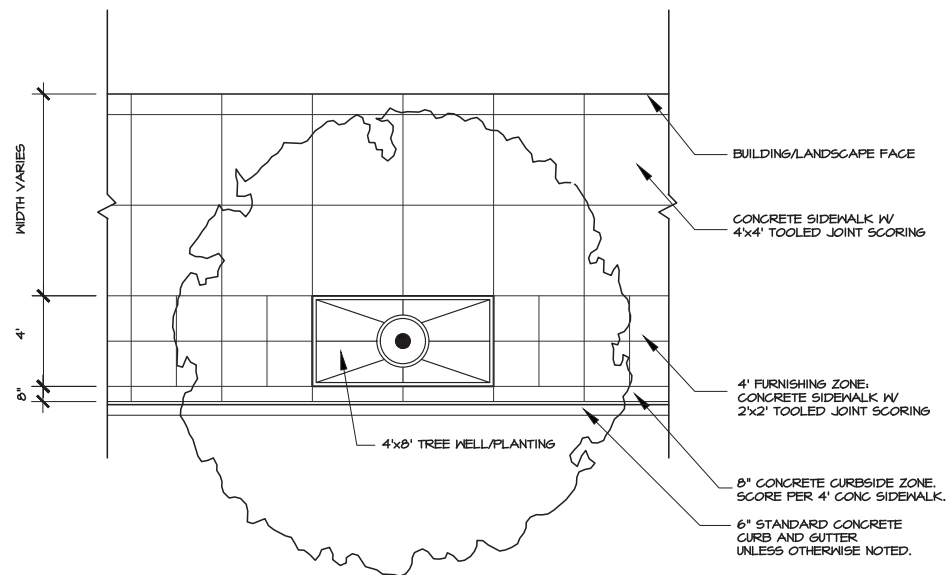 WIDTH VARIES
4'
8"
BUILDING/LANDSCAPE FACE
CONCRETE SIDEWALK W/
4'x4' TOOLED JOINT SCORING
4' FURNISHING ZONE:
CONCRETE SIDEWALK W/
2'x2' TOOLED JOINT SCORING
4'x8' TREE WELL/PLANTING
8" CONCRETE CURBSIDE ZONE.
SCORE PER 4' CONC SIDEWALK.
6" STANDARD CONCRETE
CURB AND GUTTER
UNLESS OTHERWISE NOTED.